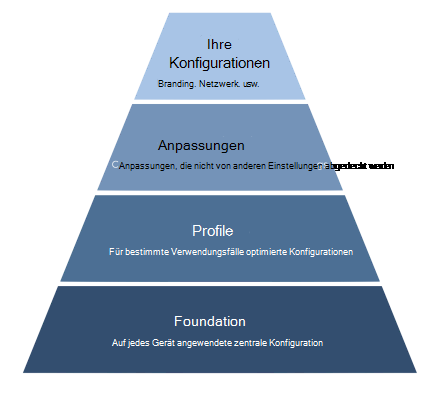 Ihre
Konfigurationen
Branding. Netzwerk. usw.
Anpassungen
Anpassungen, die nicht von anderen Einstellungen abgedeckt werden
Profile
Für bestimmte Verwendungsfälle optimierte Konfigurationen
Foundation
Auf jedes Gerät angewendete zentrale Konfiguration